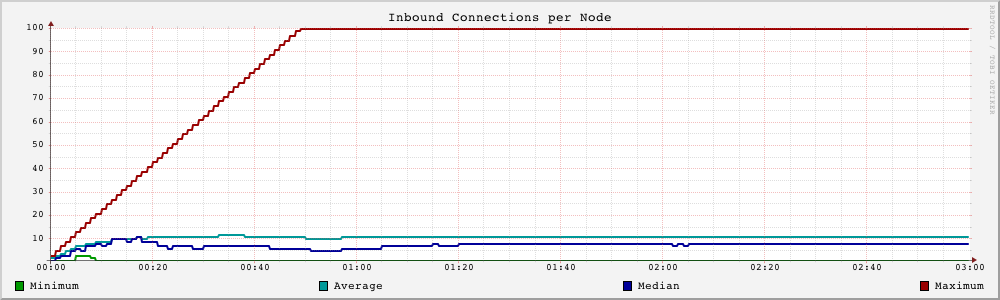 Inbound Connections per Node
RRDTOOL / TOBI OETIKER
100
90
80
70
60
50
40
30
20
10
00:00 00:20 00:40 01:00 01:20 01:40 02:00 02:20 02:40 03:00
Minimum Average Median Maximum